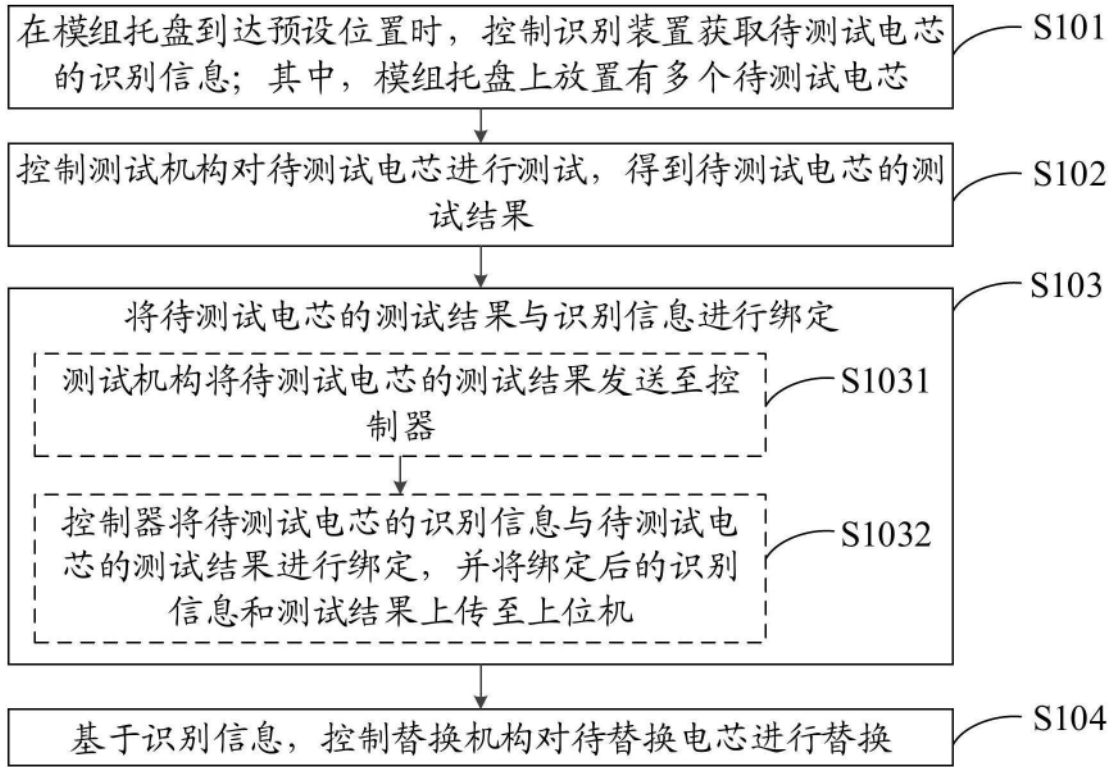 在模组托盘到达预设位置时，控制识别装置获取待测试电芯
的识别信息；其中，模组托盘上放置有多个待测试电芯
S101
控制测试机构对待测试电芯进行测试，得到待测试电芯的测
试结果
S102
将待测试电芯的测试结果与识别信息进行绑定
S103
测试机构将待测试电芯的测试结果发送至控
制器
S1031
控制器将待测试电芯的识别信息与待测试电
芯的测试结果进行绑定，并将绑定后的识别
信息和测试结果上传至上位机
S1032
基于识别信息，控制替换机构对待替换电芯进行替换
S104